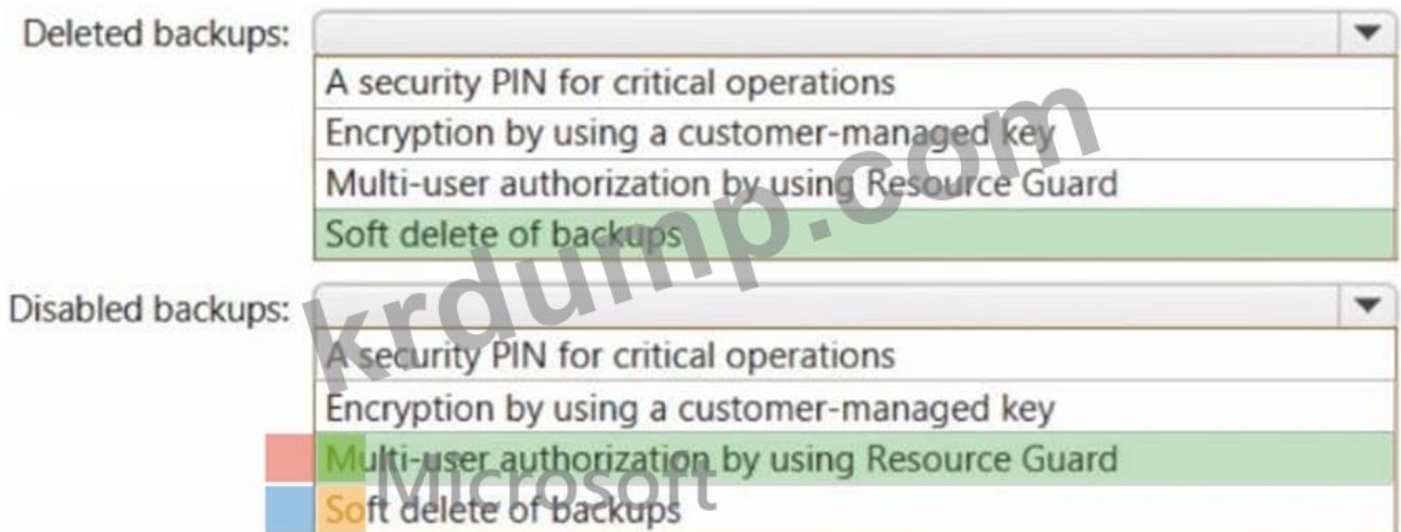 Deleted backups:
A security PIN for critical operations
Encryption by using a customer-managed key
Multi-user authorization by using Resource Guard
Soft delete of backups
Disabled backups:
A security PIN for critical operations
Encryption by using a customer-managed key
Multi-user authorization by using Resource Guard
Soft delete of backups
krdump.com
Microsoft